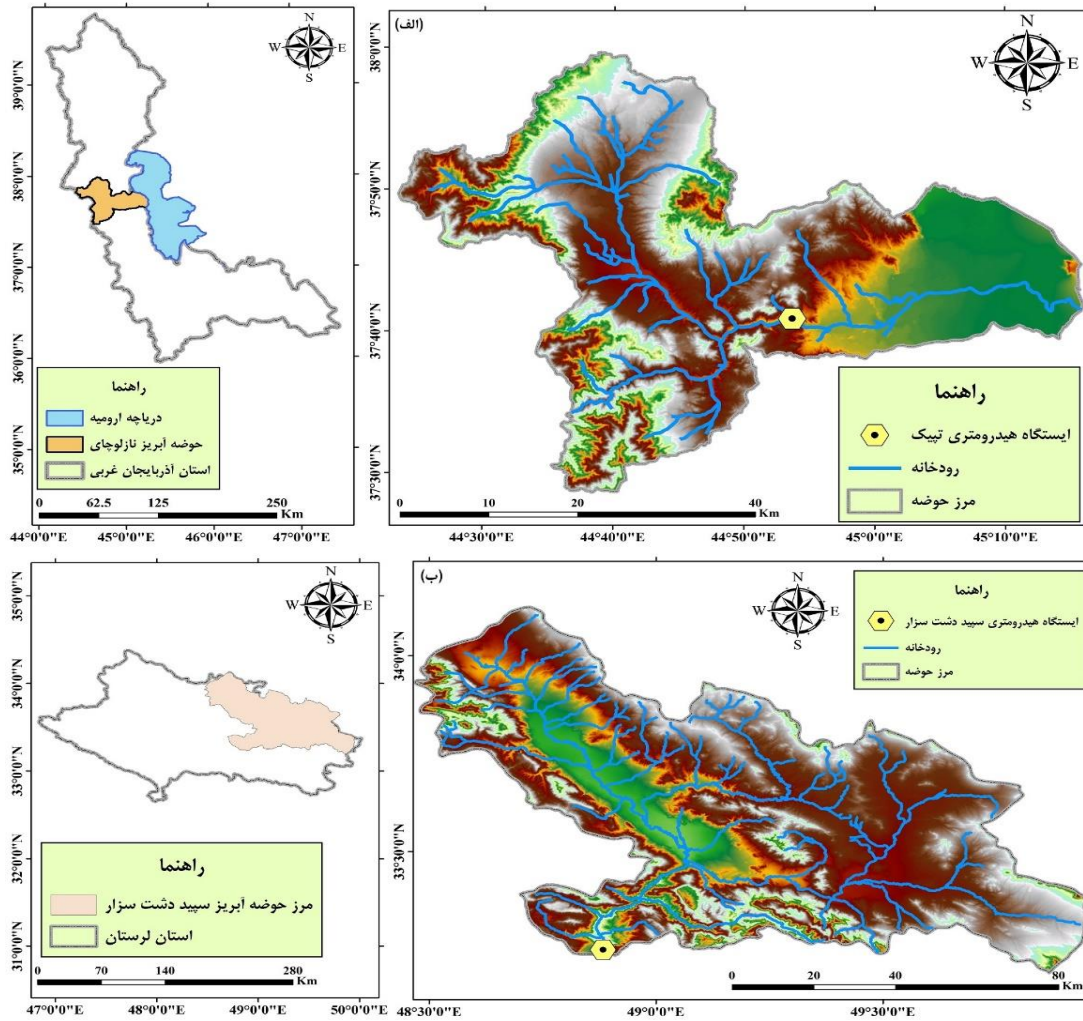 N
W E
S
39°0'0"N
38°0'0"N
37°0'0"N
36°0'0"N
35°0'0"N
راهنما
دریاچه ارومیه
حوضه آبریز نازلوچای
استان آذربایجان غربی
0 62.5 125 250
Km
44°0'0"E 45°0'0"E 46°0'0"E 47°0'0"E
(الف)
N
W E
S
38°0'0"N
37°50'0"N
37°40'0"N
37°30'0"N
راهنما
ایستگاه هیدرومتری تپیک
رودخانه
مرز حوضه
0 10 20 40
Km
44°30'0"E 44°40'0"E 44°50'0"E 45°0'0"E 45°10'0"E
N
W E
S
35°0'0"N
34°0'0"N
33°0'0"N
32°0'0"N
31°0'0"N
راهنما
مرز حوضه آبریز سپید دشت سزار
استان لرستان
0 70 140 280
Km
47°0'0"E 48°0'0"E 49°0'0"E 50°0'0"E
(ب)
N
W E
S
34°0'0"N
33°30'0"N
راهنما
ایستگاه هیدرومتری سپید دشت سزار
رودخانه
مرز حوضه
0 20 40 80
Km
48°30'0"E 49°0'0"E 49°30'0"E